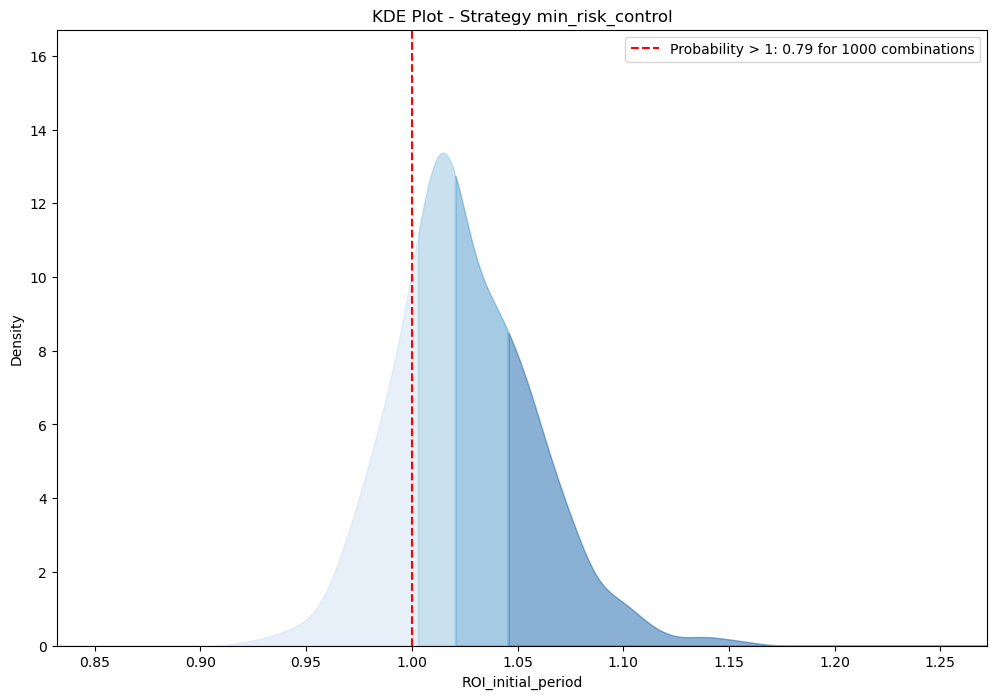 KDE Plot - Strategy min_risk_control
Probability > 1: 0.79 for 1000 combinations
Density
16
14
12
10
8
6
4
2
0
0.85 0.90 0.95 1.00 1.05 1.10 1.15 1.20 1.25
ROI_initial_period